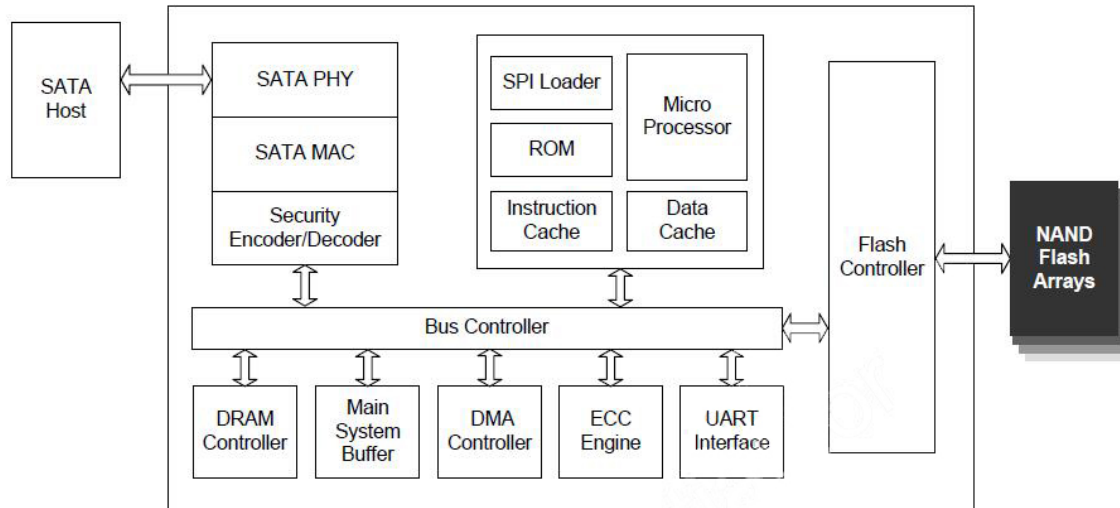 SATA
Host
SATA PHY
SATA MAC
Security
Encoder/Decoder
SPI Loader
ROM
Instruction
Cache
Micro
Processor
Data
Cache
Flash
Controller
NAND
Flash
Arrays
Bus Controller
DRAM
Controller
Main
System
Buffer
DMA
Controller
ECC
Engine
UART
Interface